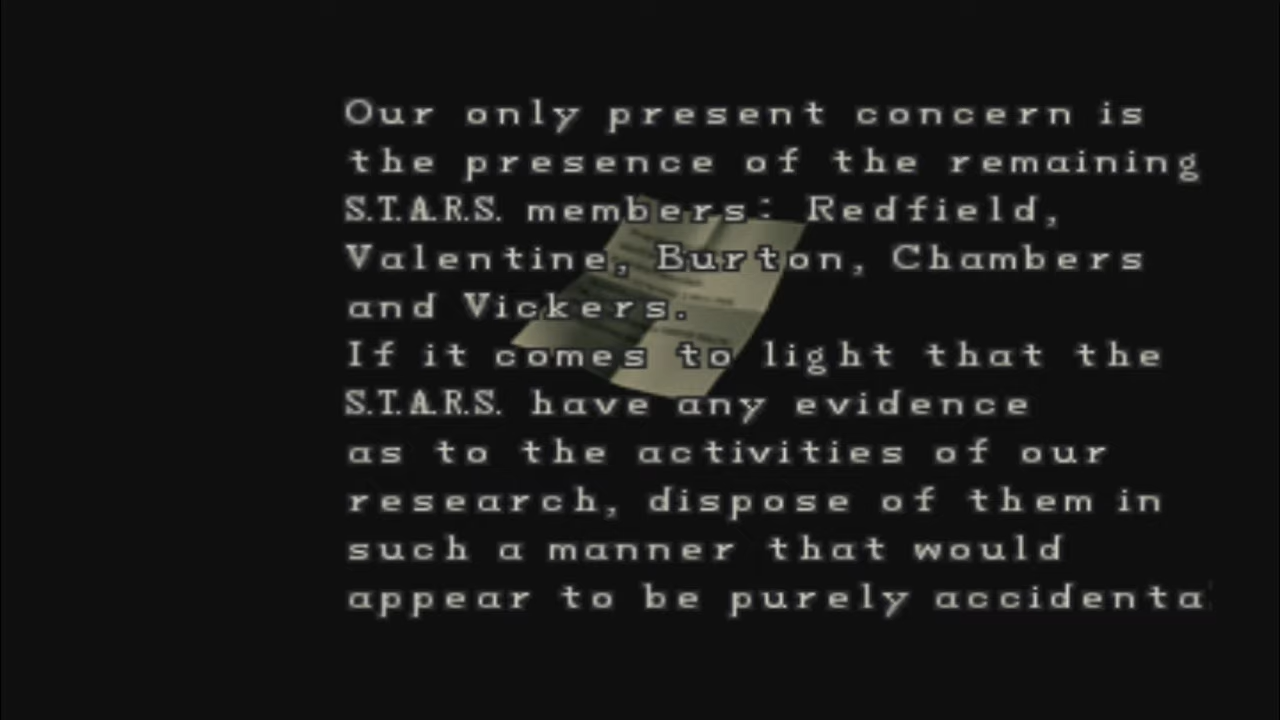 Our only present concern is
the presence of the remaining
S.T.A.R.S. members: Redfield,
Valentine, Burton, Chambers
and Vickers.
If it comes to light that the
S.T.A.R.S. have any evidence
as to the activities of our
research, dispose of them in
such a manner that would
appear to be purely accidenta